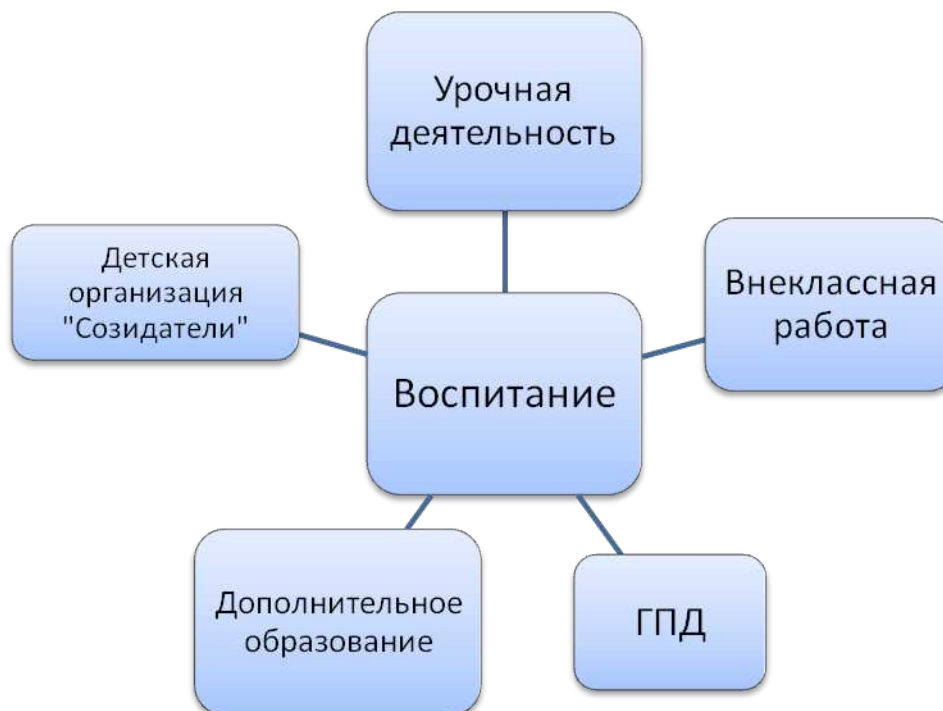 Урочная
деятельность
Детская
организация
"Созидатели"
Внеклассная
работа
Воспитание
Дополнительное
образование
ГПД